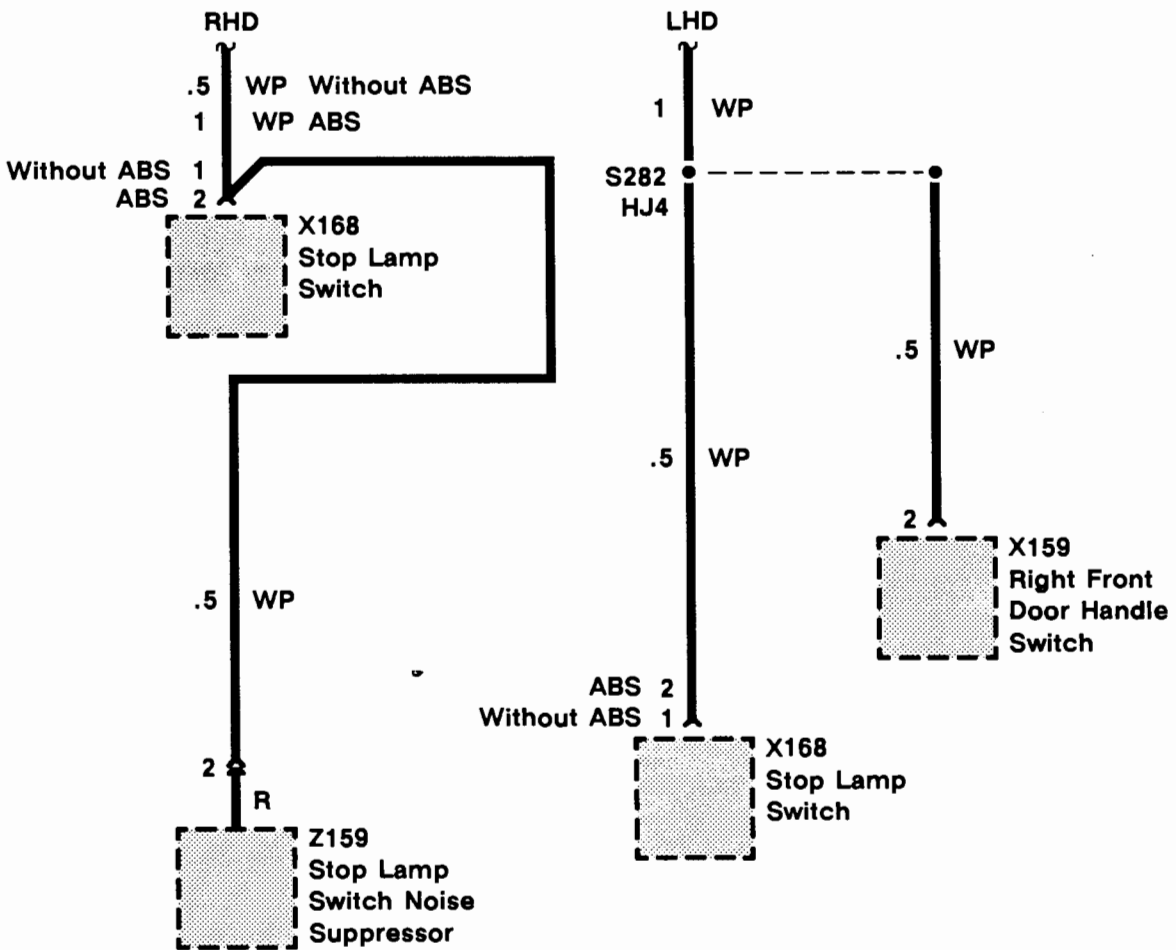 RHD
.5 WP Without ABS
1 WP ABS
Without ABS 1
ABS 2
X168
Stop Lamp
Switch
.5 WP
2
R
Z159
Stop Lamp
Switch Noise
Suppressor
LHD
1 WP
S282
HJ4
.5 WP
ABS 2
Without ABS 1
X168
Stop Lamp
Switch
.5 WP
2
X159
Right Front
Door Handle
Switch